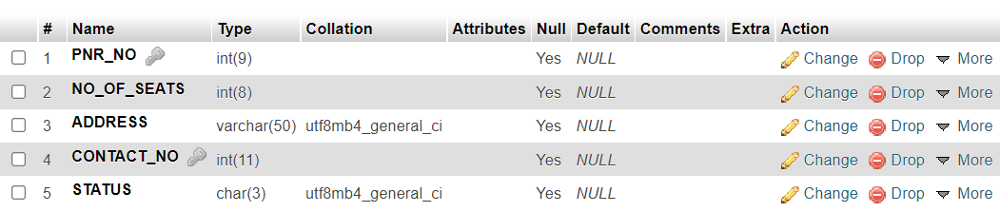 # Name Type Collation Attributes Null Default Comments Extra Action
1 PNR_NO int(9) Yes NULL Change Drop More
2 NO_OF_SEATS int(8) Yes NULL Change Drop More
3 ADDRESS varchar(50) utf8mb4_general_ci Yes NULL Change Drop More
4 CONTACT_NO int(11) Yes NULL Change Drop More
5 STATUS char(3) utf8mb4_general_ci Yes NULL Change Drop More